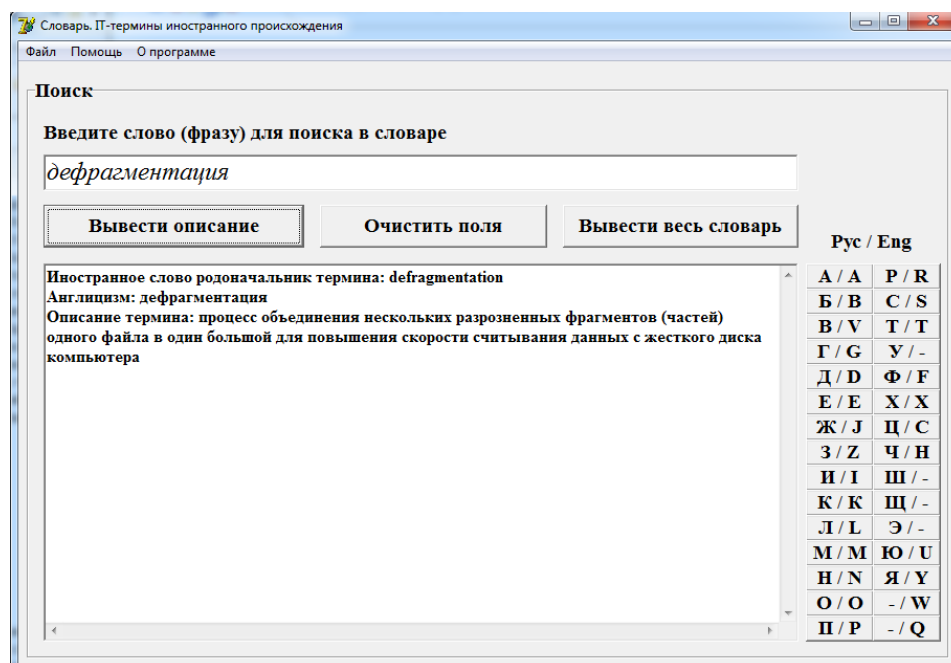 Словарь. IT-термины иностранного происхождения
Файл Помощь О программе
Поиск
Введите слово (фразу) для поиска в словаре
дефрагментация
Вывести описание Очистить поля Вывести весь словарь
Рус / Eng
Иностранное слово родоначальник термина: defragmentation
Англицизм: дефрагментация
Описание термина: процесс объединения нескольких разрозненных фрагментов (частей)
одного файла в один большой для повышения скорости считывания данных с жесткого диска
компьютера
А / A Р / R
Б / B С / S
В / V Т / T
Г / G У / -
Д / D Ф / F
Е / E Х / X
Ж / J Ц / C
З / Z Ч / H
И / I Ш / -
К / K Щ / -
Л / L Э / -
М / M Ю / U
Н / N Я / Y
О / O - / W
П / P - / Q